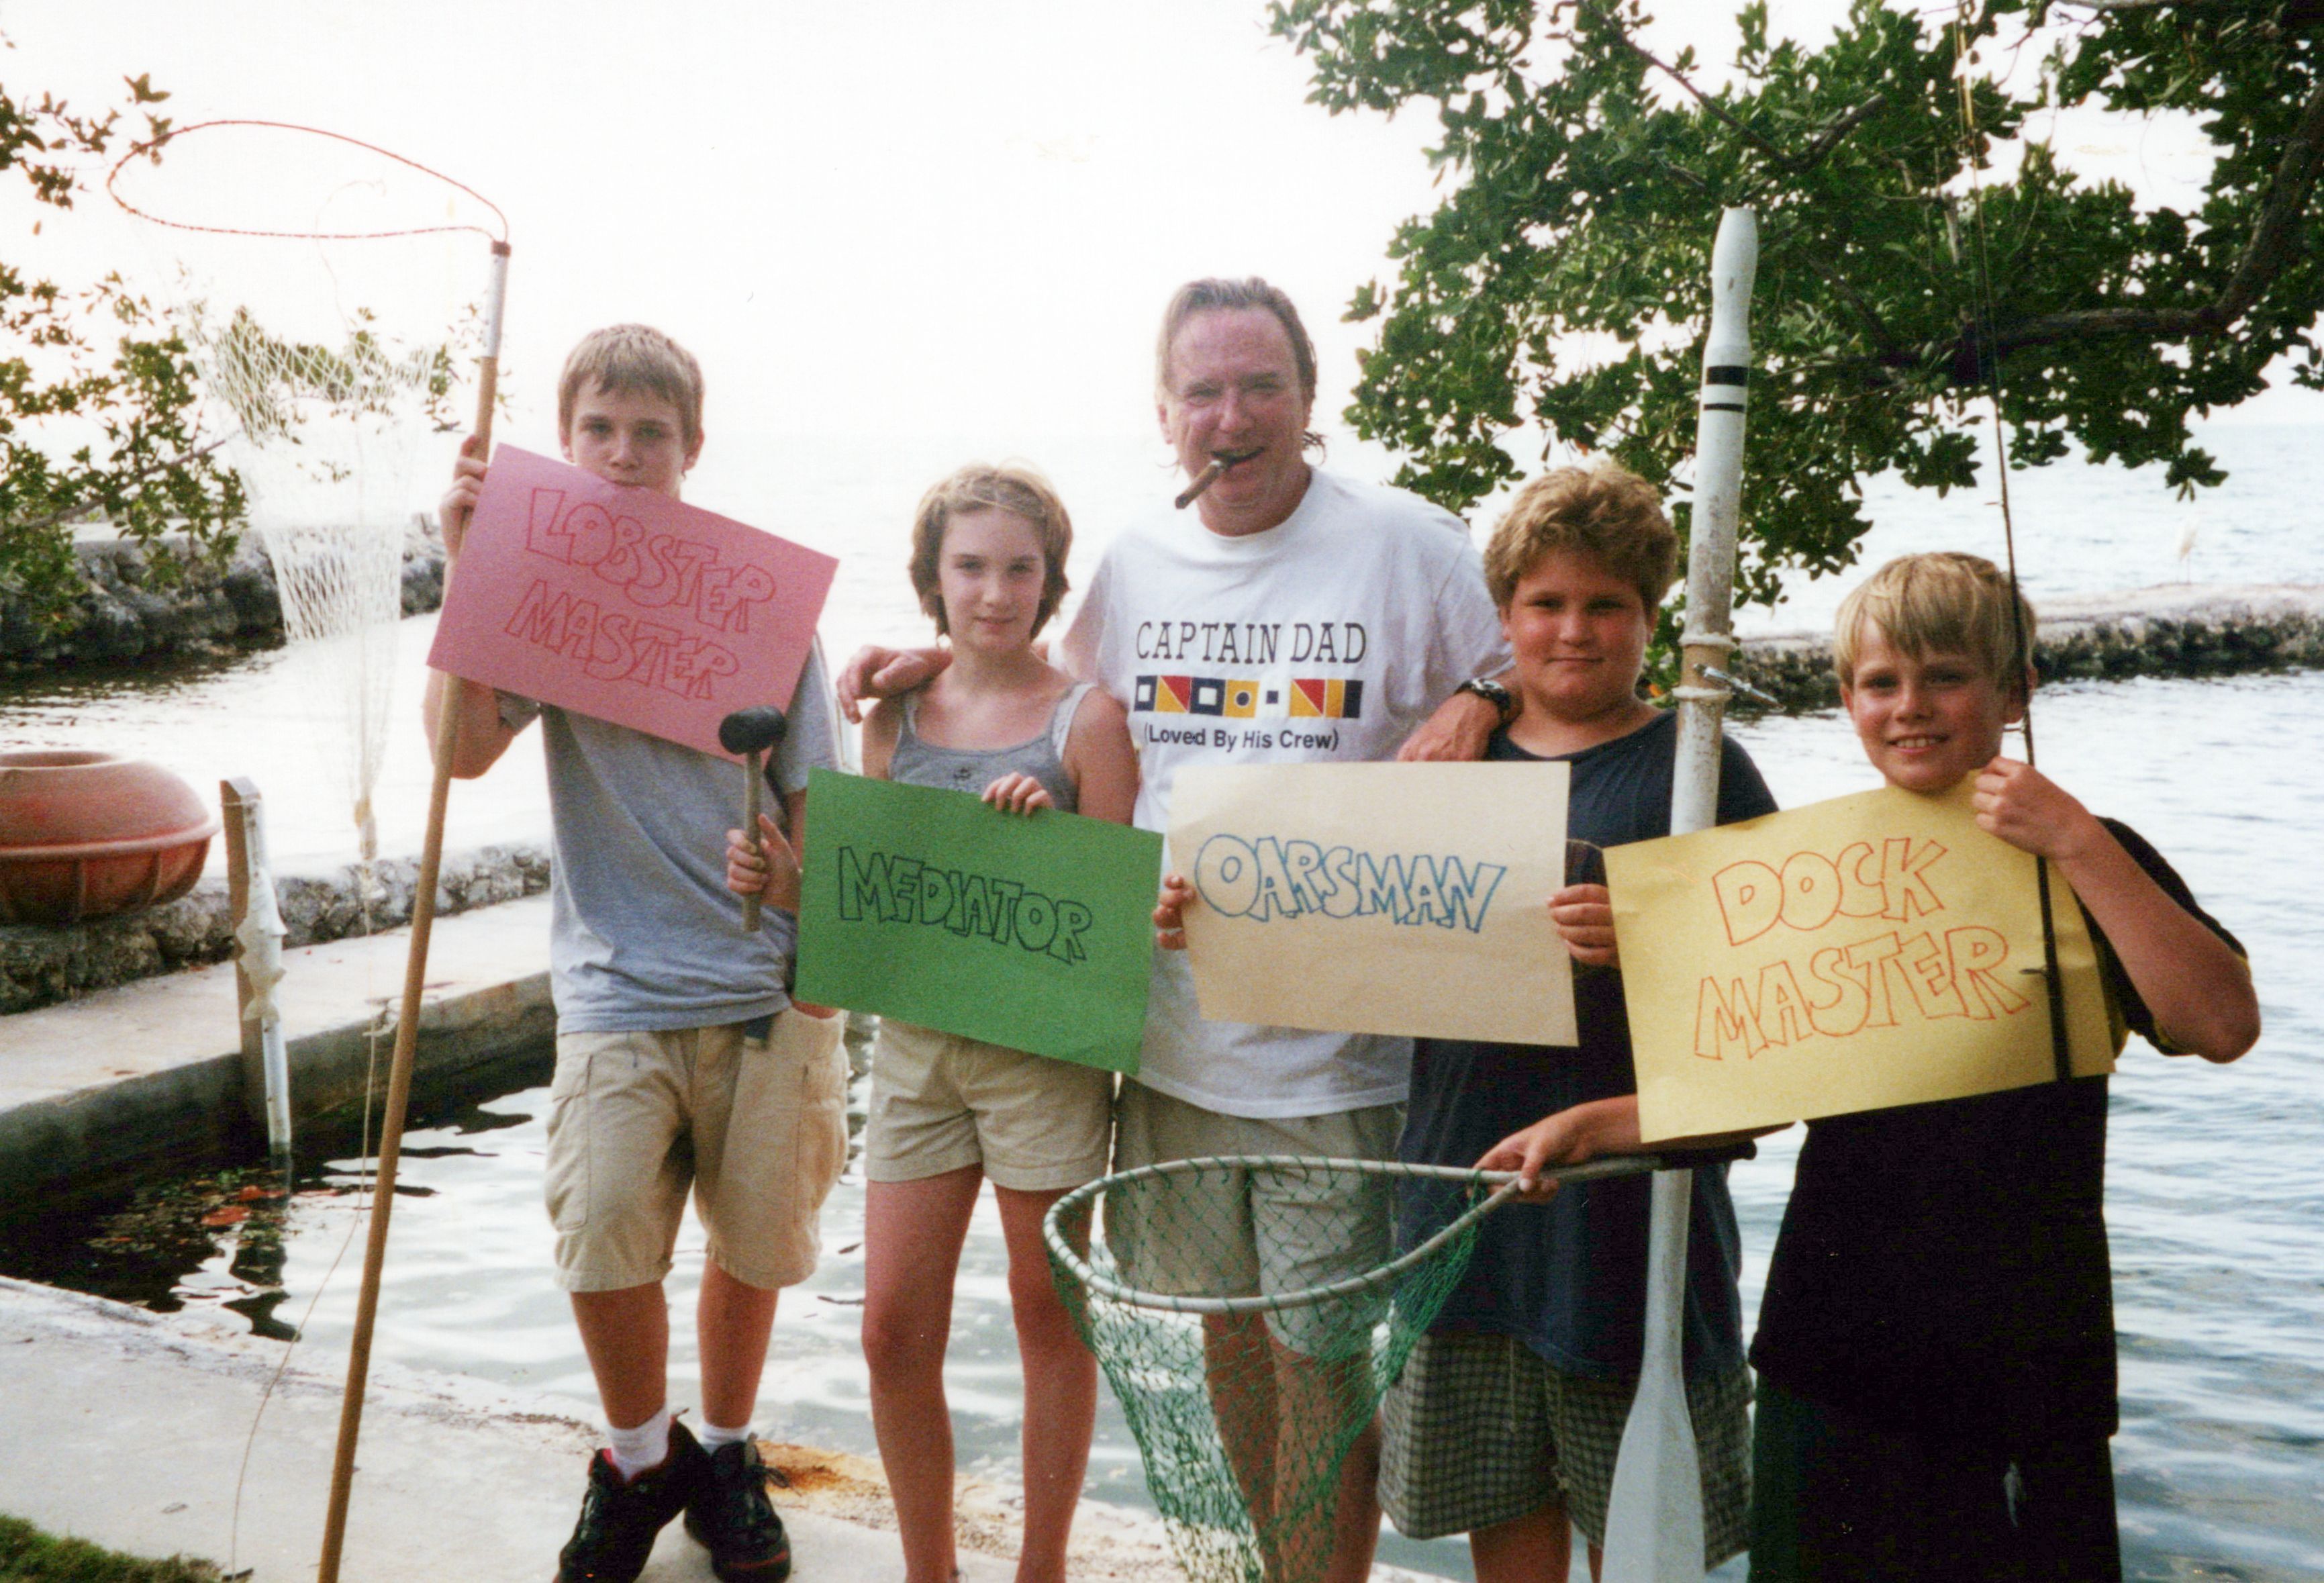 LOBSTER
MASTER
MEDIATOR
CAPTAIN DAD
(Loved By His Crew)
OARSMAN
DOCK
MASTER